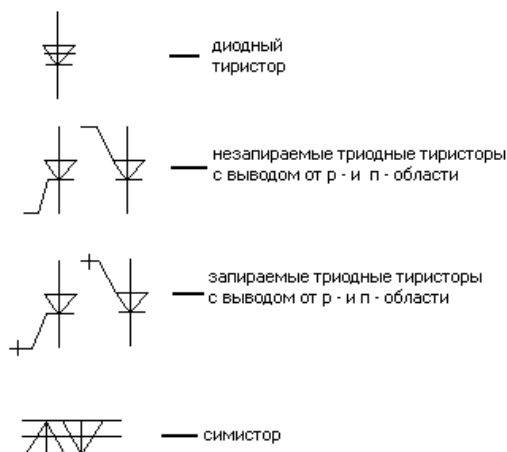 диодный
тиристор
незапираемые триодные тиристоры
с выводом от р - и п - области
запираемые триодные тиристоры
с выводом от р - и п - области
симистор